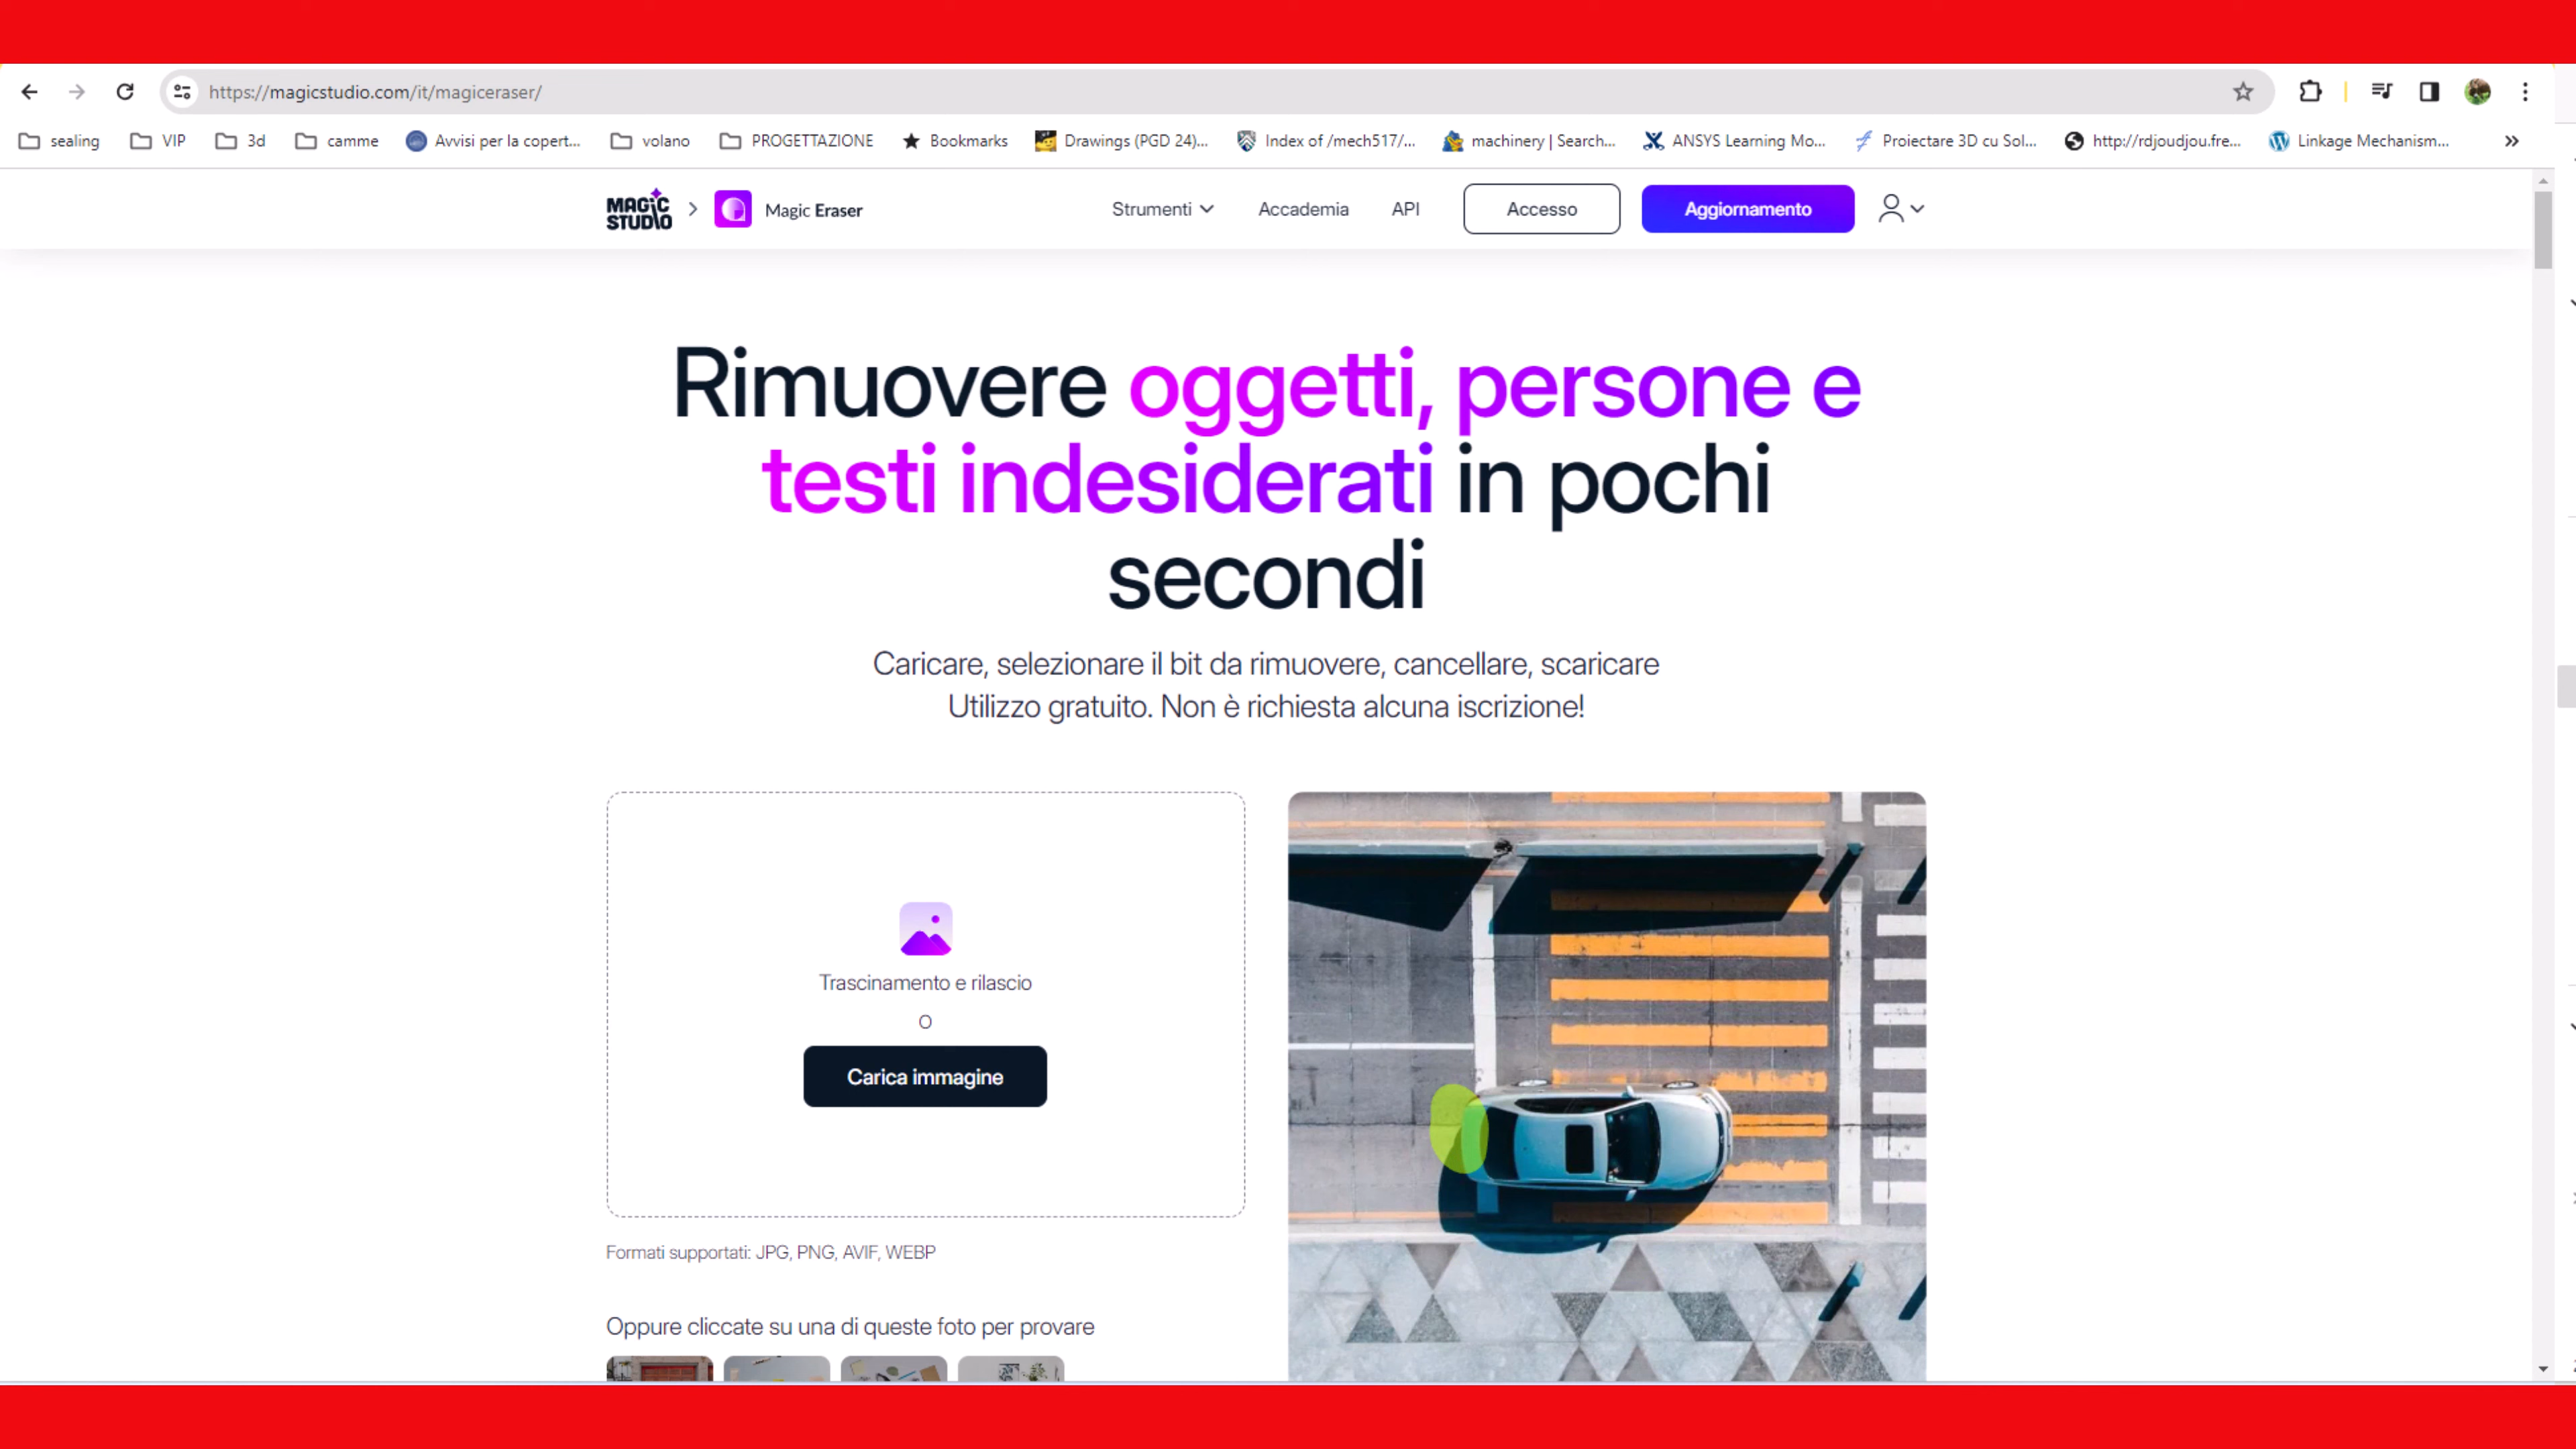 https://magicstudio.com/it/magiceraser/
sealing VIP 3d camme Avvisi per la copert... volano PROGETTAZIONE Bookmarks Drawings (PGD 24)... Index of /mech517/... machinery | Search... ANSYS Learning Mo... Proiectare 3D cu Sol... http://rdjoudjou.fre... Linkage Mechanism... »
MAGIC STUDIO > Magic Eraser Strumenti Accademia API Accesso Aggiornamento
Rimuovere oggetti, persone e
testi indesiderati in pochi
secondi
Caricare, selezionare il bit da rimuovere, cancellare, scaricare
Utilizzo gratuito. Non è richiesta alcuna iscrizione!
Trascinamento e rilascio
O
Carica immagine
Formati supportati: JPG, PNG, AVIF, WEBP
Oppure cliccate su una di queste foto per provare